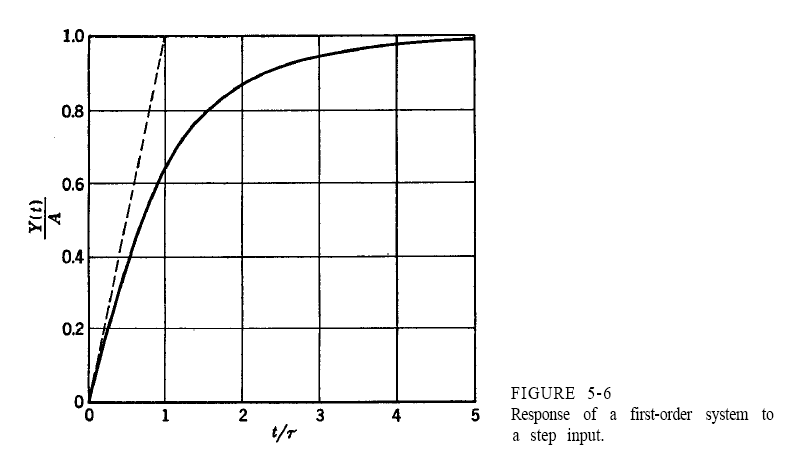 1.0
0.8
0.6
0.4
0.2
0
Y(t)
A
0 1 2 3 4 5
t/τ
FIGURE 5-6
Response of a first-order system to
a step input.